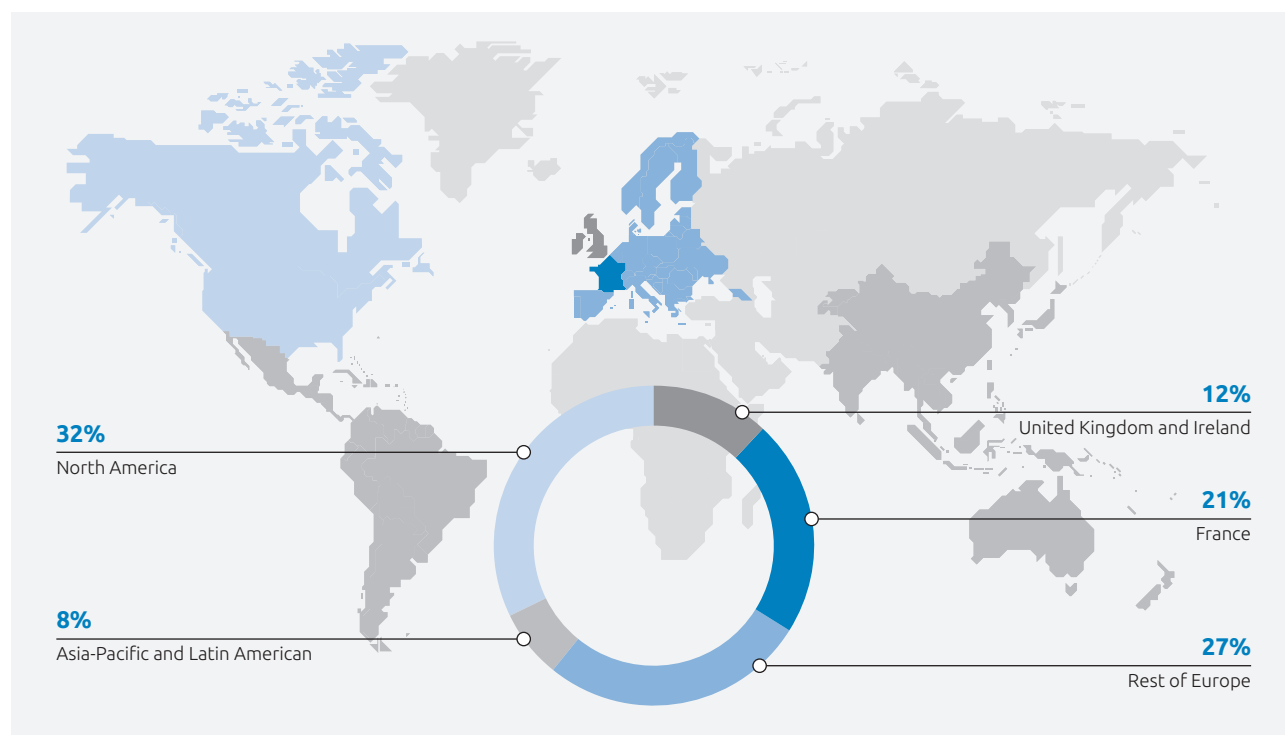 32%
North America
8%
Asia-Pacific and Latin American
12%
United Kingdom and Ireland
21%
France
27%
Rest of Europe